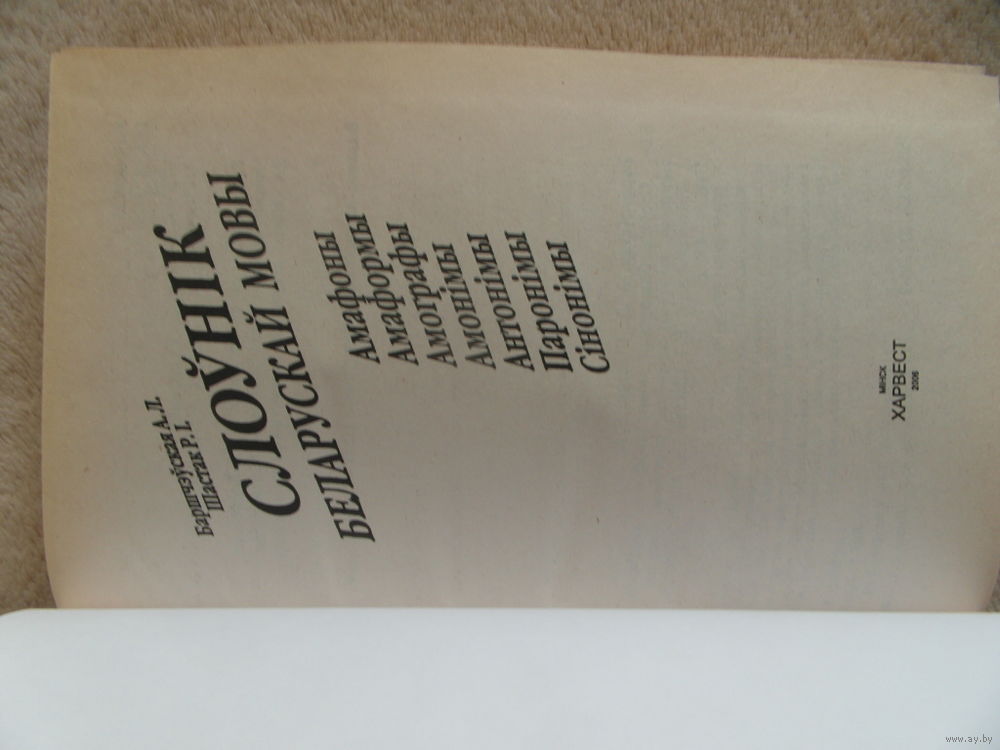 Баршчэўская А.Л.
Шастак Р. І.
СЛОЎНІК
БЕЛАРУСКАЙ МОВЫ
Амафоны
Амаформы
Амографы
Амонімы
Антонімы
Паронімы
Сінонімы
МІНСК
ХАРВЕСТ
2006
www.ay.by